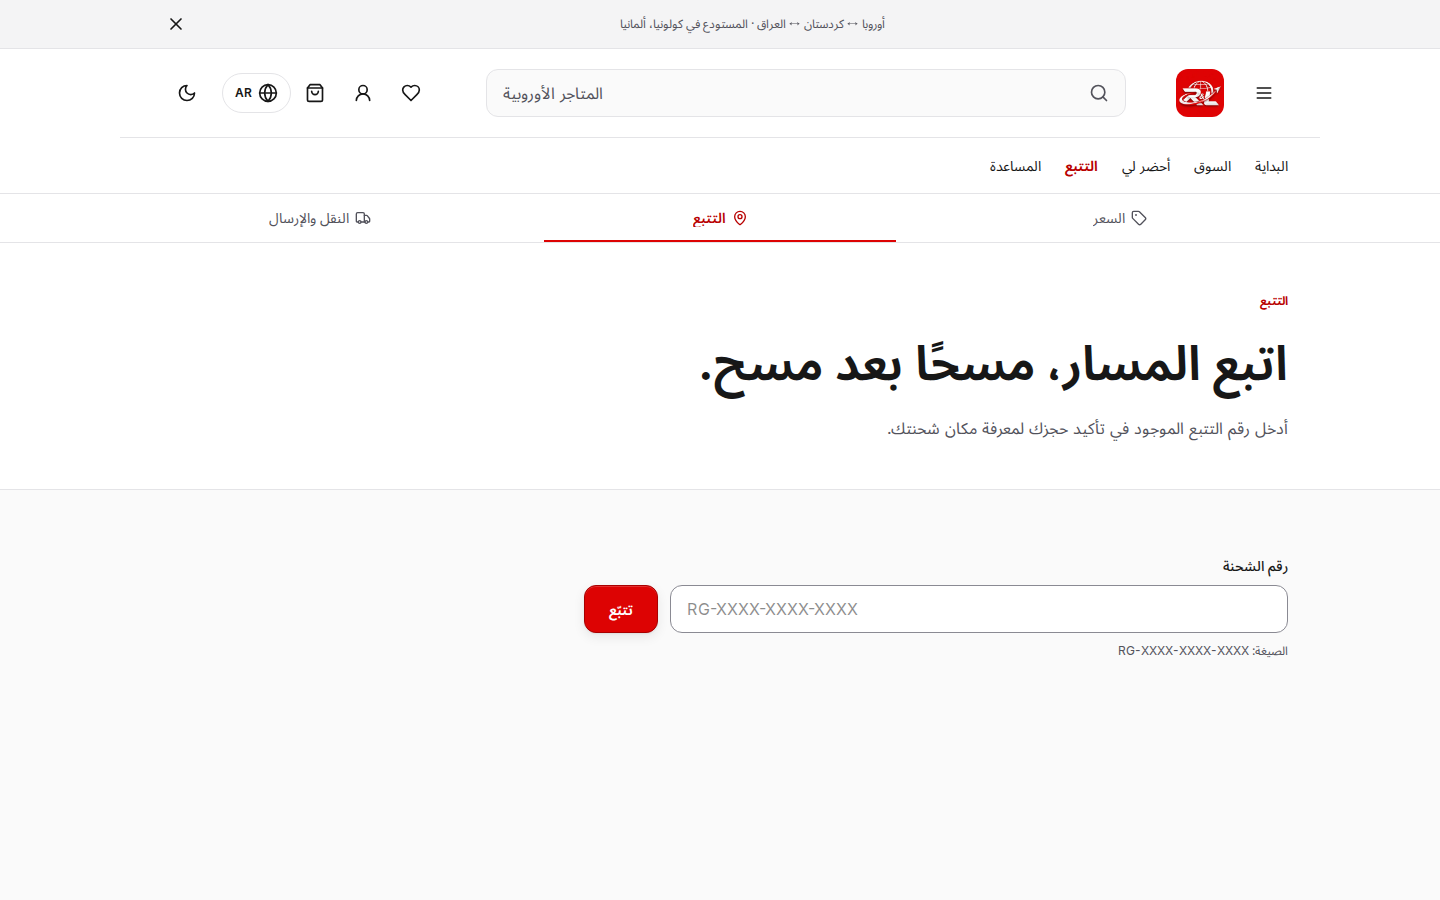 أوروبا ↔ كردستان ↔ العراق · المستودع في كولونيا، ألمانيا
المتاجر الأوروبية
AR
البداية
السوق
أحضر لي
التتبع
المساعدة
السعر
التتبع
النقل والإرسال
التتبع
اتبع المسار، مسحًا بعد مسح.
أدخل رقم التتبع الموجود في تأكيد حجزك لمعرفة مكان شحنتك.
رقم الشحنة
RG-XXXX-XXXX-XXXX
تتبّع
الصيغة: RG-XXXX-XXXX-XXXX